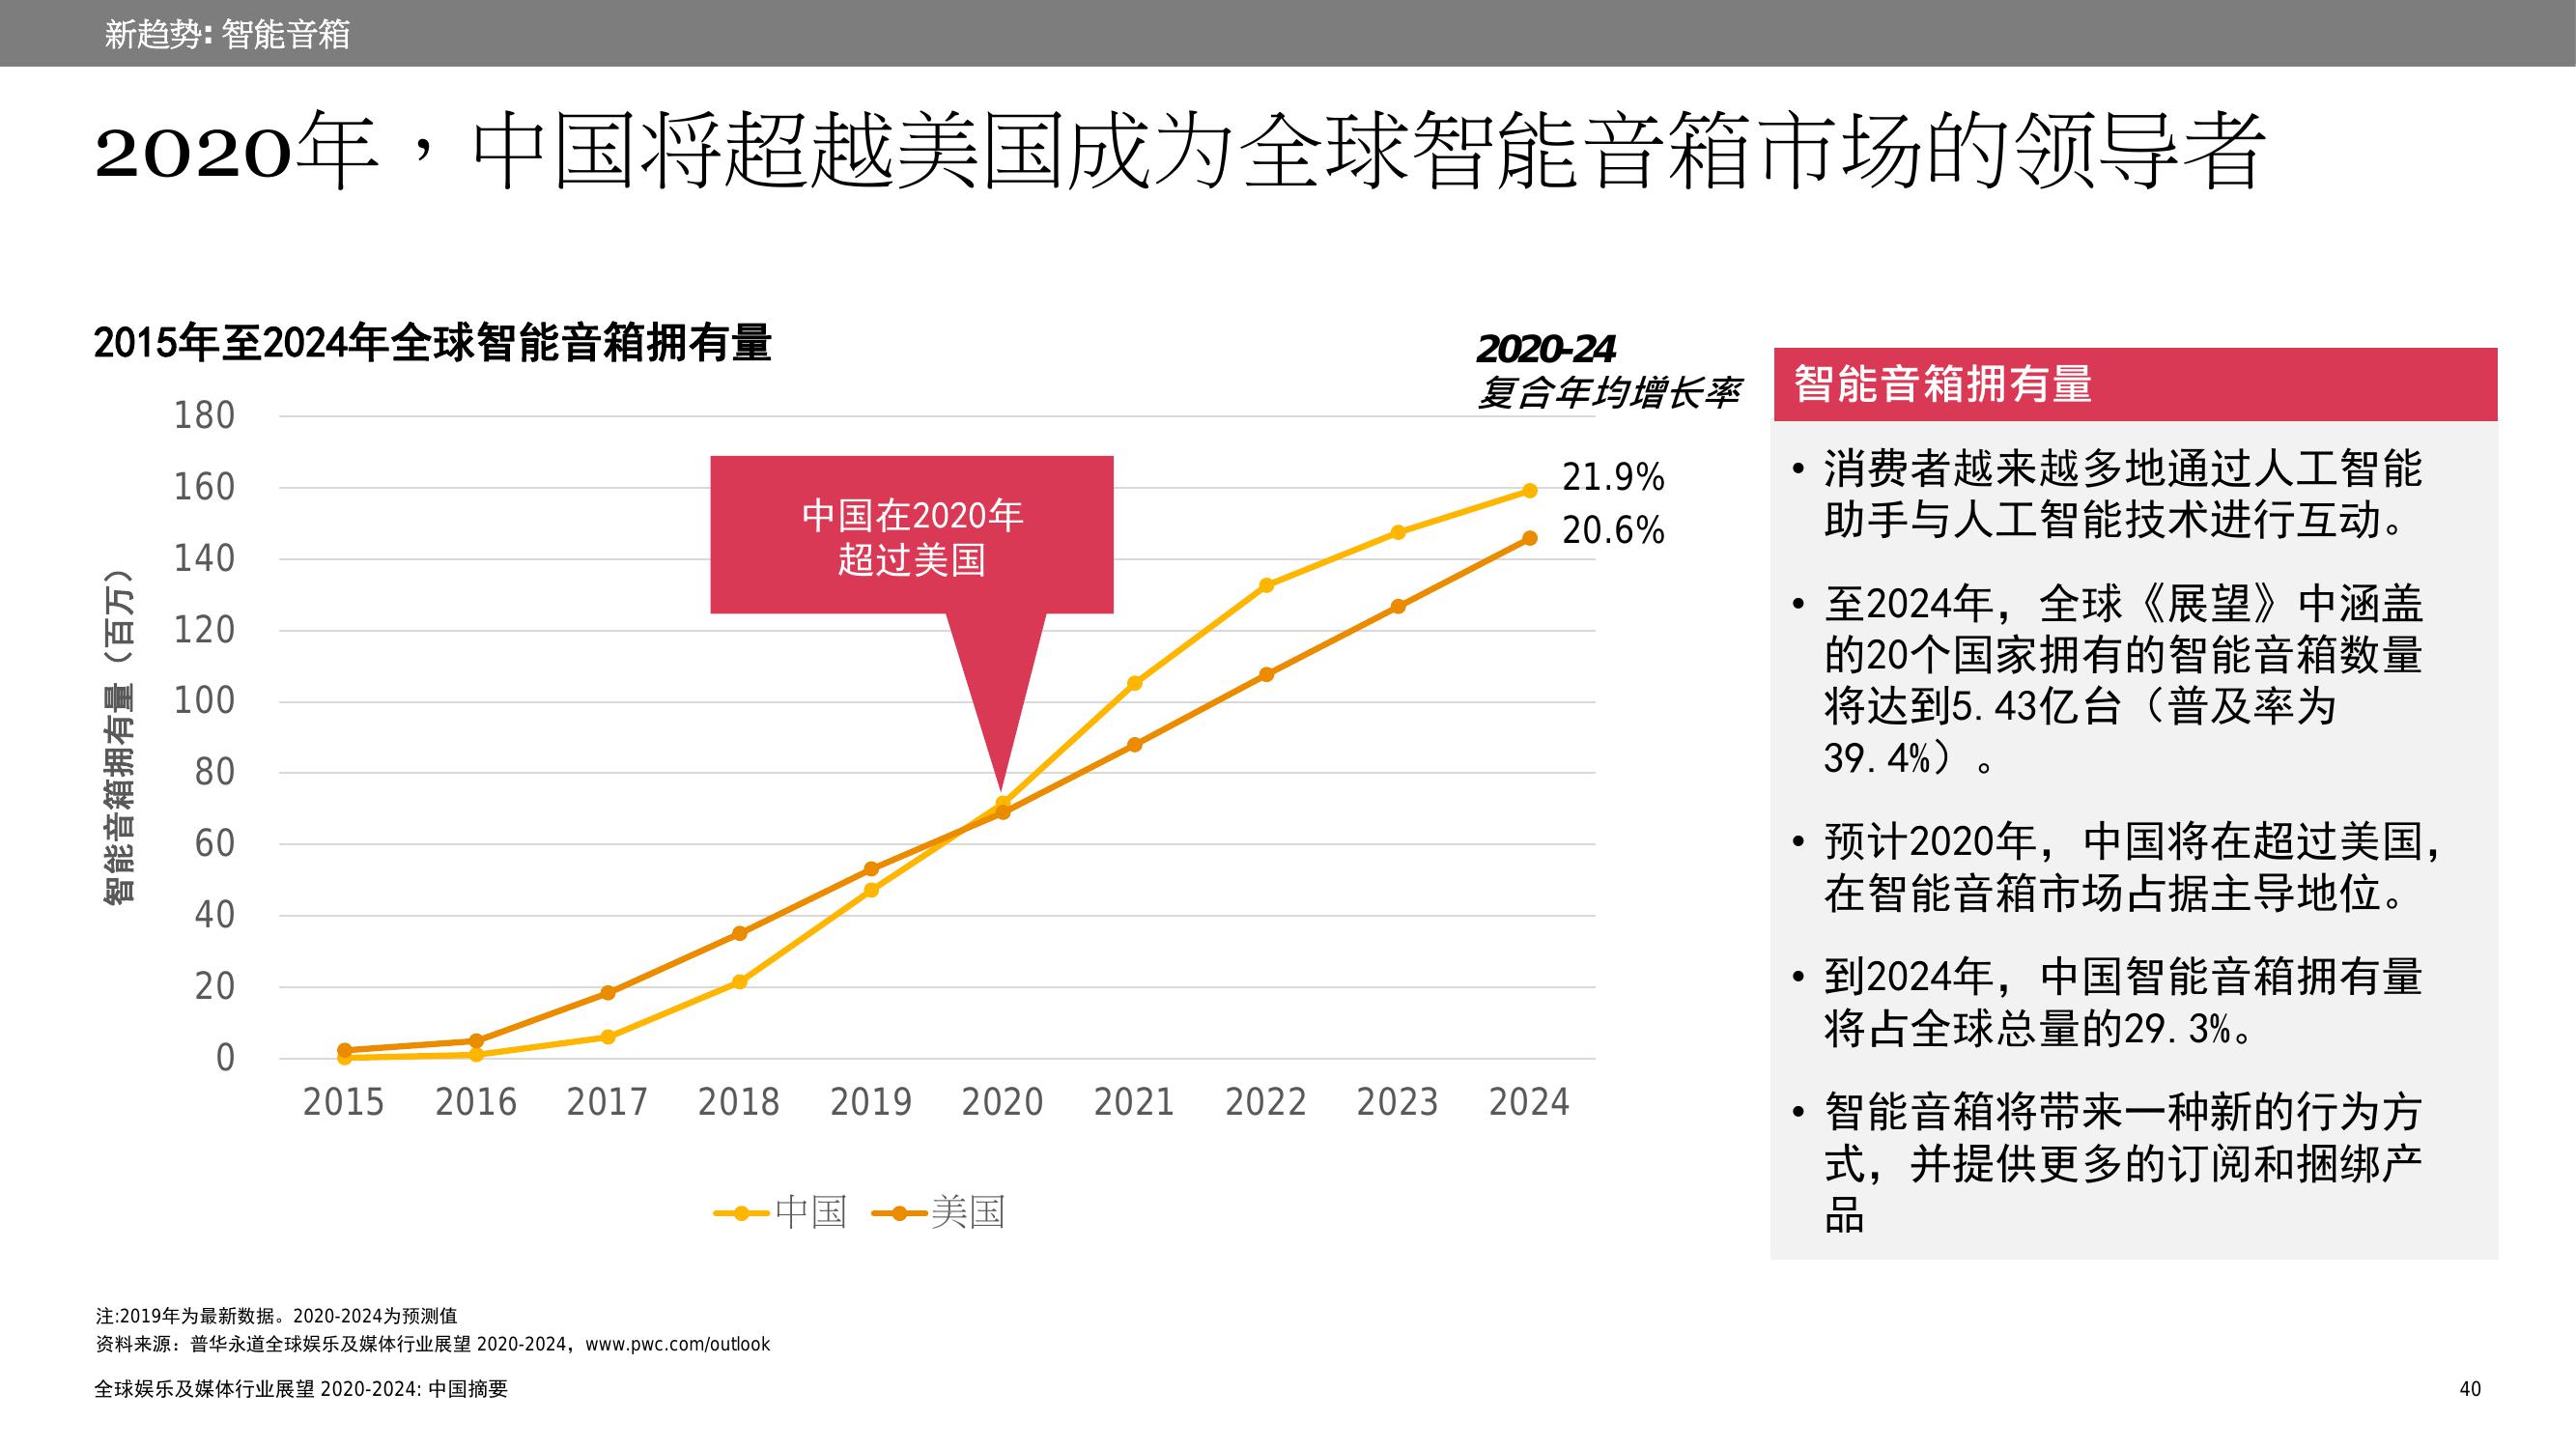 新趋势: 智能音箱
2020年，中国将超越美国成为全球智能音箱市场的领导者
2015年至2024年全球智能音箱拥有量
2020-24
复合年均增长率
智能音箱拥有量（百万）
180
160
140
120
100
80
60
40
20
0
中国在2020年
超过美国
21.9%
20.6%
2015 2016 2017 2018 2019 2020 2021 2022 2023 2024
中国 美国
智能音箱拥有量
• 消费者越来越多地通过人工智能
助手与人工智能技术进行互动。
• 至2024年，全球《展望》中涵盖
的20个国家拥有的智能音箱数量
将达到5.43亿台（普及率为
39.4%）。
• 预计2020年，中国将在超过美国，
在智能音箱市场占据主导地位。
• 到2024年，中国智能音箱拥有量
将占全球总量的29.3%。
• 智能音箱将带来一种新的行为方
式，并提供更多的订阅和捆绑产
品
注:2019年为最新数据。2020-2024为预测值
资料来源：普华永道全球娱乐及媒体行业展望 2020-2024，www.pwc.com/outlook
全球娱乐及媒体行业展望 2020-2024: 中国摘要
40